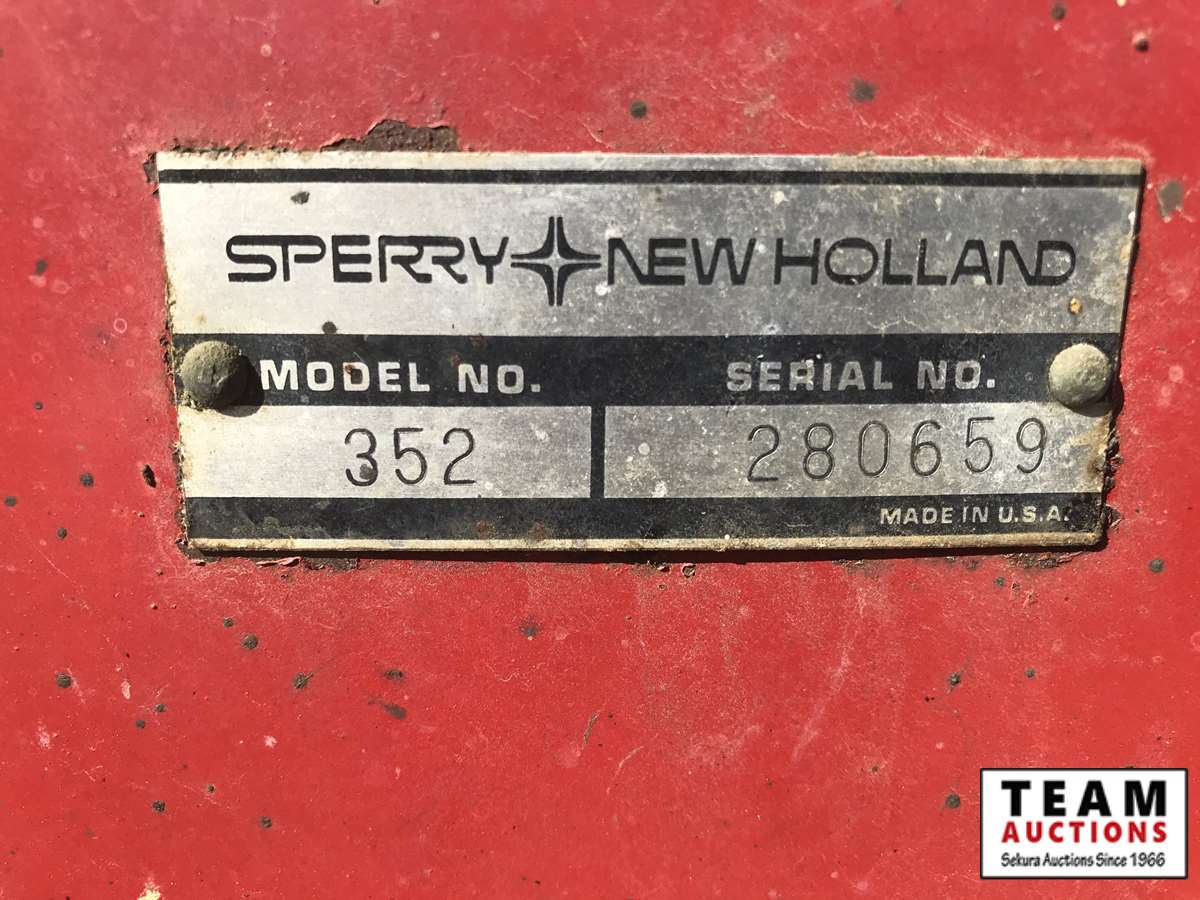 SPERRY NEW HOLLAND
MODEL NO. SERIAL NO.
352 280659
MADE IN U.S.A.
TEAM
AUCTIONS
Sekura Auctions Since 1966